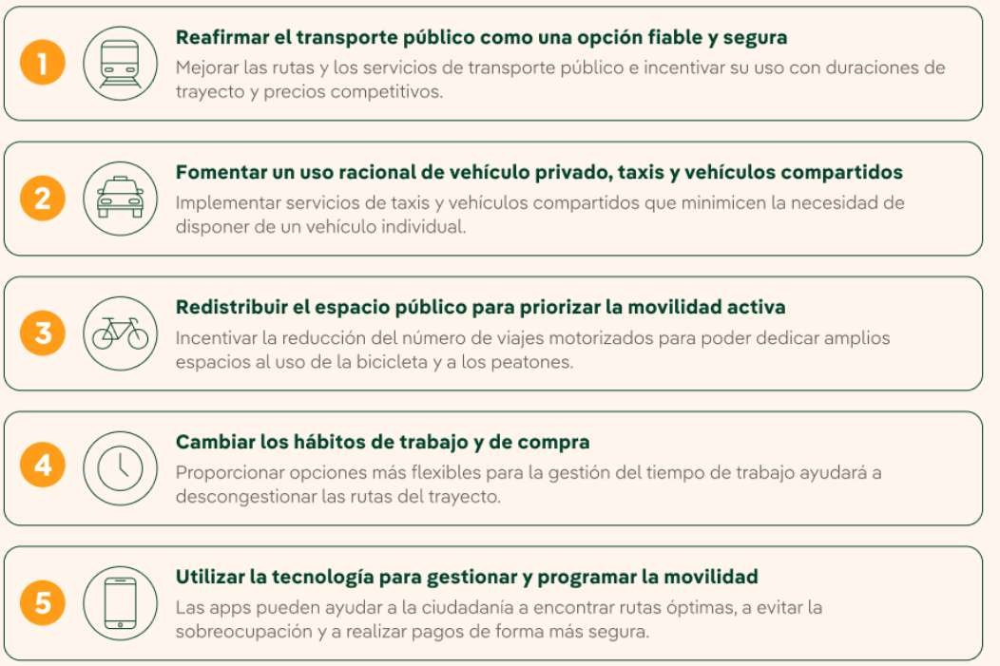 1
Reafirmar el transporte público como una opción fiable y segura
Mejorar las rutas y los servicios de transporte público e incentivar su uso con duraciones de
trayecto y precios competitivos.
2
Fomentar un uso racional de vehículo privado, taxis y vehículos compartidos
Implementar servicios de taxis y vehículos compartidos que minimicen la necesidad de
disponer de un vehículo individual.
3
Redistribuir el espacio público para priorizar la movilidad activa
Incentivar la reducción del número de viajes motorizados para poder dedicar amplios
espacios al uso de la bicicleta y a los peatones.
4
Cambiar los hábitos de trabajo y de compra
Proporcionar opciones más flexibles para la gestión del tiempo de trabajo ayudará a
descongestionar las rutas del trayecto.
5
Utilizar la tecnología para gestionar y programar la movilidad
Las apps pueden ayudar a la ciudadanía a encontrar rutas óptimas, a evitar la
sobreocupación y a realizar pagos de forma más segura.